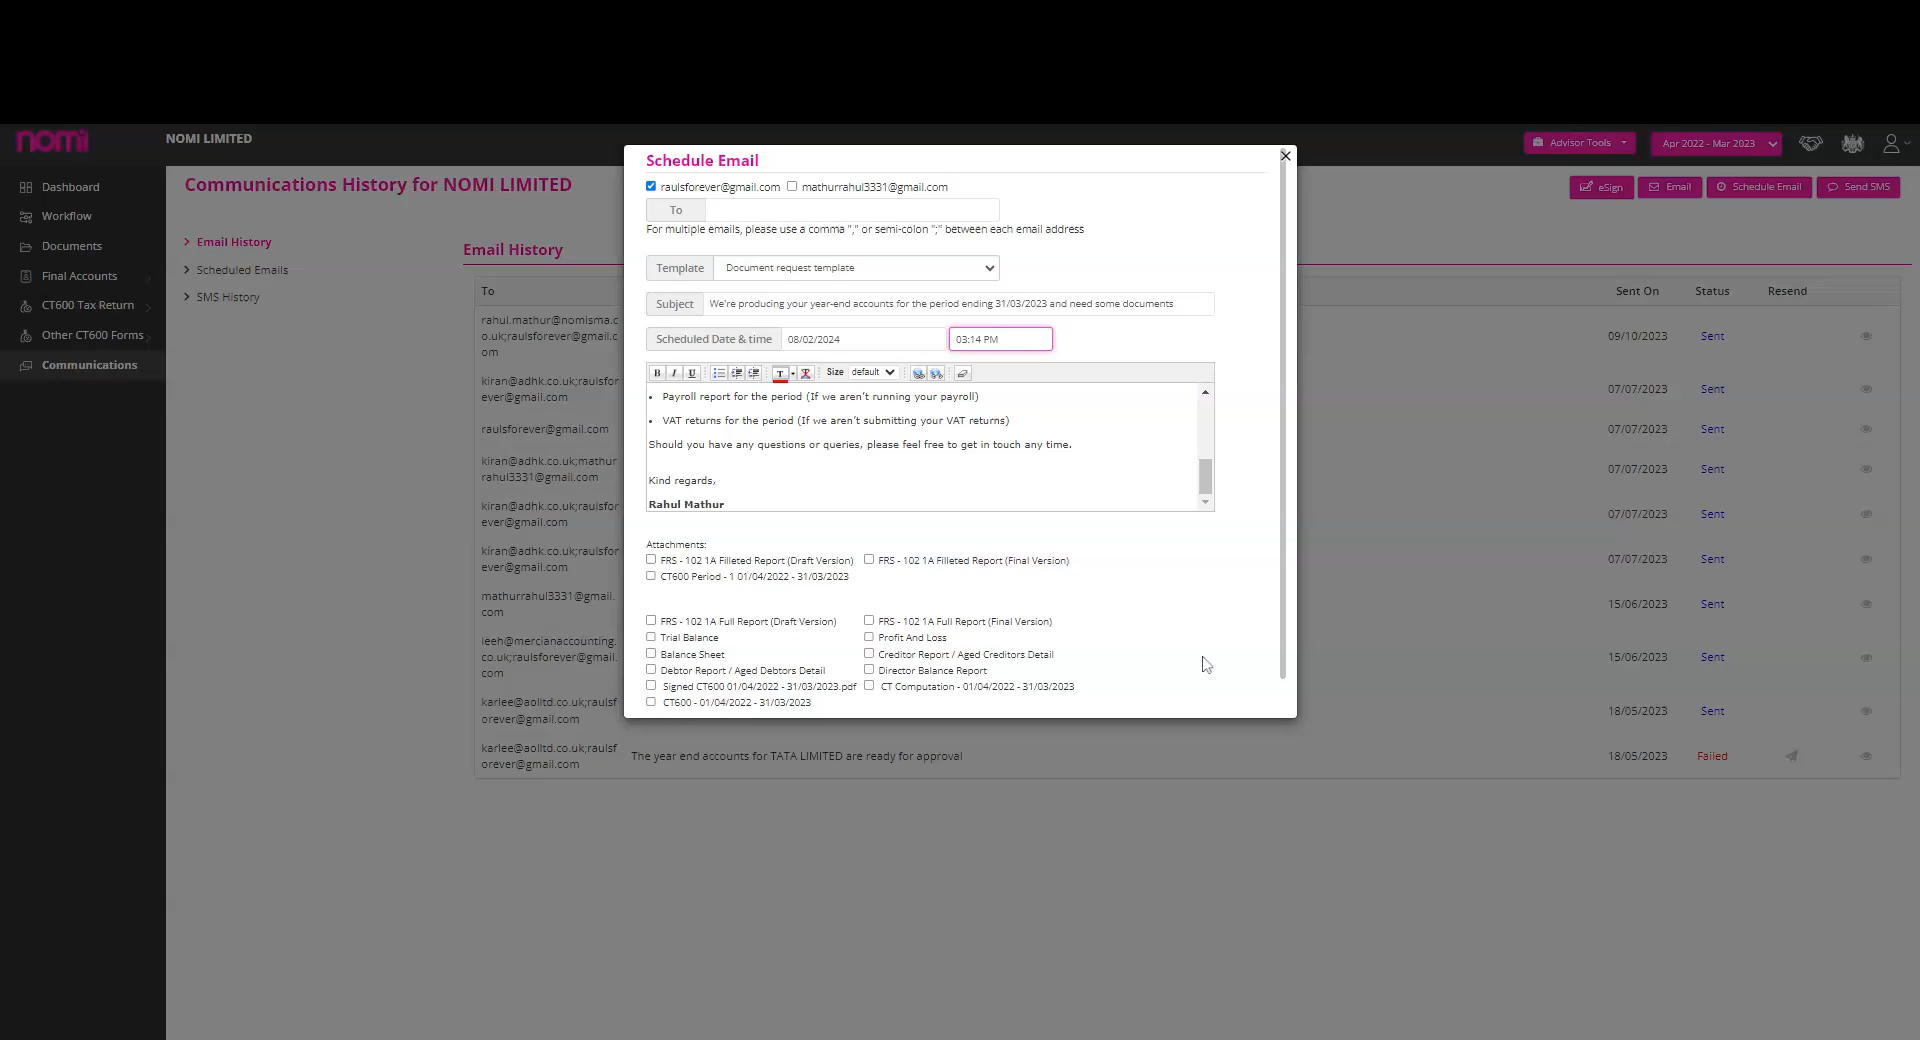 nomi
NOMI LIMITED
Advisor Tools
Apr 2022 - Mar 2023
Dashboard
Workflow
Documents
Final Accounts
CT600 Tax Return
Other CT600 Forms
Communications
Communications History for NOMI LIMITED
eSign
Email
Schedule Email
Send SMS
Email History
Scheduled Emails
SMS History
Email History
To
Sent On
Status
Resend
rahul.mathur@nomisma.c
o.uk;raulsforever@gmail.c
om
09/10/2023
Sent
kiran@adhk.co.uk;raulsfor
ever@gmail.com
07/07/2023
Sent
raulsforever@gmail.com
07/07/2023
Sent
kiran@adhk.co.uk;mathur
rahul3331@gmail.com
07/07/2023
Sent
kiran@adhk.co.uk;raulsfor
ever@gmail.com
07/07/2023
Sent
kiran@adhk.co.uk;raulsfor
ever@gmail.com
07/07/2023
Sent
mathurrahul3331@gmail.
com
15/06/2023
Sent
leeh@mercianaccounting.
co.uk;raulsforever@gmail.
com
15/06/2023
Sent
karlee@aolltd.co.uk;raulsf
orever@gmail.com
18/05/2023
Sent
karlee@aolltd.co.uk;raulsf
orever@gmail.com
The year end accounts for TATA LIMITED are ready for approval
18/05/2023
Failed
Schedule Email
raulsforever@gmail.com
mathurrahul3331@gmail.com
To
For multiple emails, please use a comma "," or semi-colon ";" between each email address
Template
Document request template
Subject
We're producing your year-end accounts for the period ending 31/03/2023 and need some documents
Scheduled Date & time
08/02/2024
03:14 PM
B I U
T
Size
default
• Payroll report for the period (If we aren't running your payroll)
• VAT returns for the period (If we aren't submitting your VAT returns)
Should you have any questions or queries, please feel free to get in touch any time.
Kind regards,
Rahul Mathur
Attachments:
FRS - 102 1A Filleted Report (Draft Version)
FRS - 102 1A Filleted Report (Final Version)
CT600 Period - 1 01/04/2022 - 31/03/2023
FRS - 102 1A Full Report (Draft Version)
FRS - 102 1A Full Report (Final Version)
Trial Balance
Profit And Loss
Balance Sheet
Creditor Report / Aged Creditors Detail
Debtor Report / Aged Debtors Detail
Director Balance Report
Signed CT600 01/04/2022 - 31/03/2023.pdf
CT Computation - 01/04/2022 - 31/03/2023
CT600 - 01/04/2022 - 31/03/2023